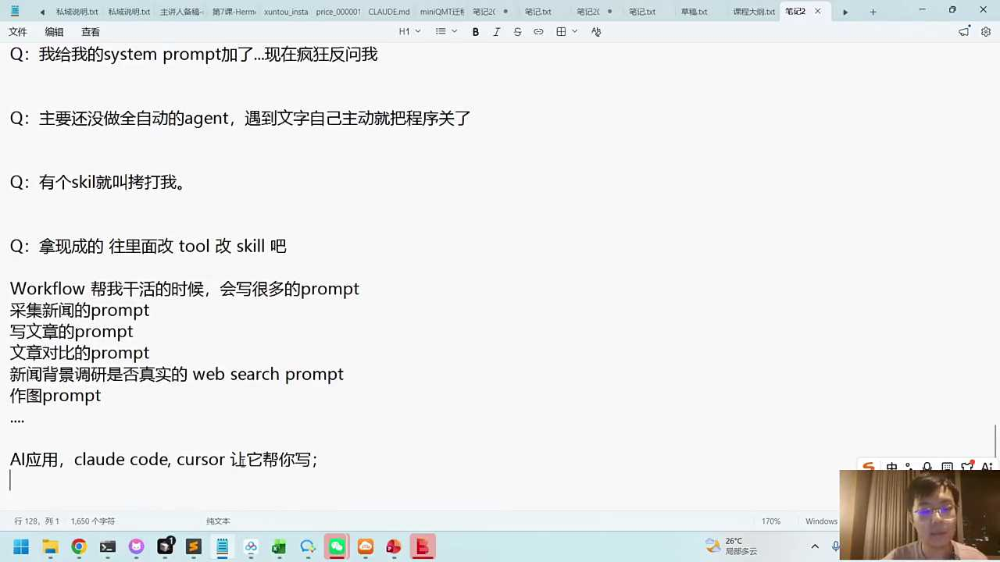 私域说明.txt 私域说明.txt 主讲人备稿- 第7课-Herm xuntou_insta price_000001 CLAUDE.md miniQMT迁移 笔记2( 笔记.txt 笔记2( 笔记.txt 草稿.txt 课程大纲.txt 笔记2
文件 编辑 查看 H1 B I S
Q：我给我的system prompt加了...现在疯狂反问我
Q：主要还没做全自动的agent，遇到文字自己主动就把程序关了
Q：有个skil就叫拷打我。
Q：拿现成的 往里面改 tool 改 skill 吧
Workflow 帮我干活的时候，会写很多的prompt
采集新闻的prompt
写文章的prompt
文章对比的prompt
新闻背景调研是否真实的 web search prompt
作图prompt
....
AI应用，claude code, cursor 让它帮你写；
中
行 128，列 1 1,650 个字符 纯文本 170% Windows
26°C
局部多云